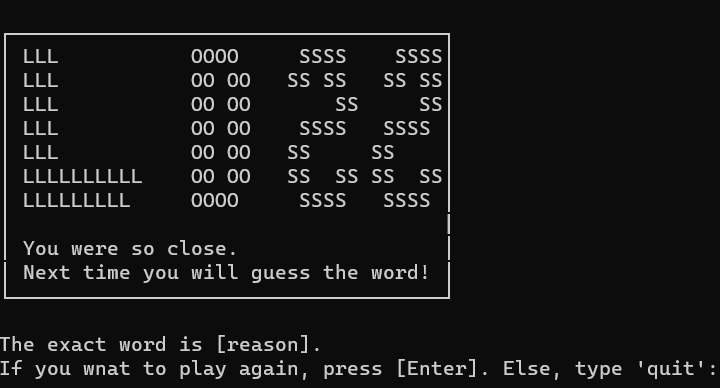 LLL           OOOO     SSSS    SSSS
LLL           OO OO   SS SS   SS SS
LLL           OO OO       SS     SS
LLL           OO OO    SSSS   SSSS
LLL           OO OO   SS     SS
LLLLLLLLLL    OO OO   SS  SS SS  SS
LLLLLLLLL     OOOO     SSSS   SSSS
You were so close.
Next time you will guess the word!
The exact word is [reason].
If you wnat to play again, press [Enter]. Else, type 'quit':